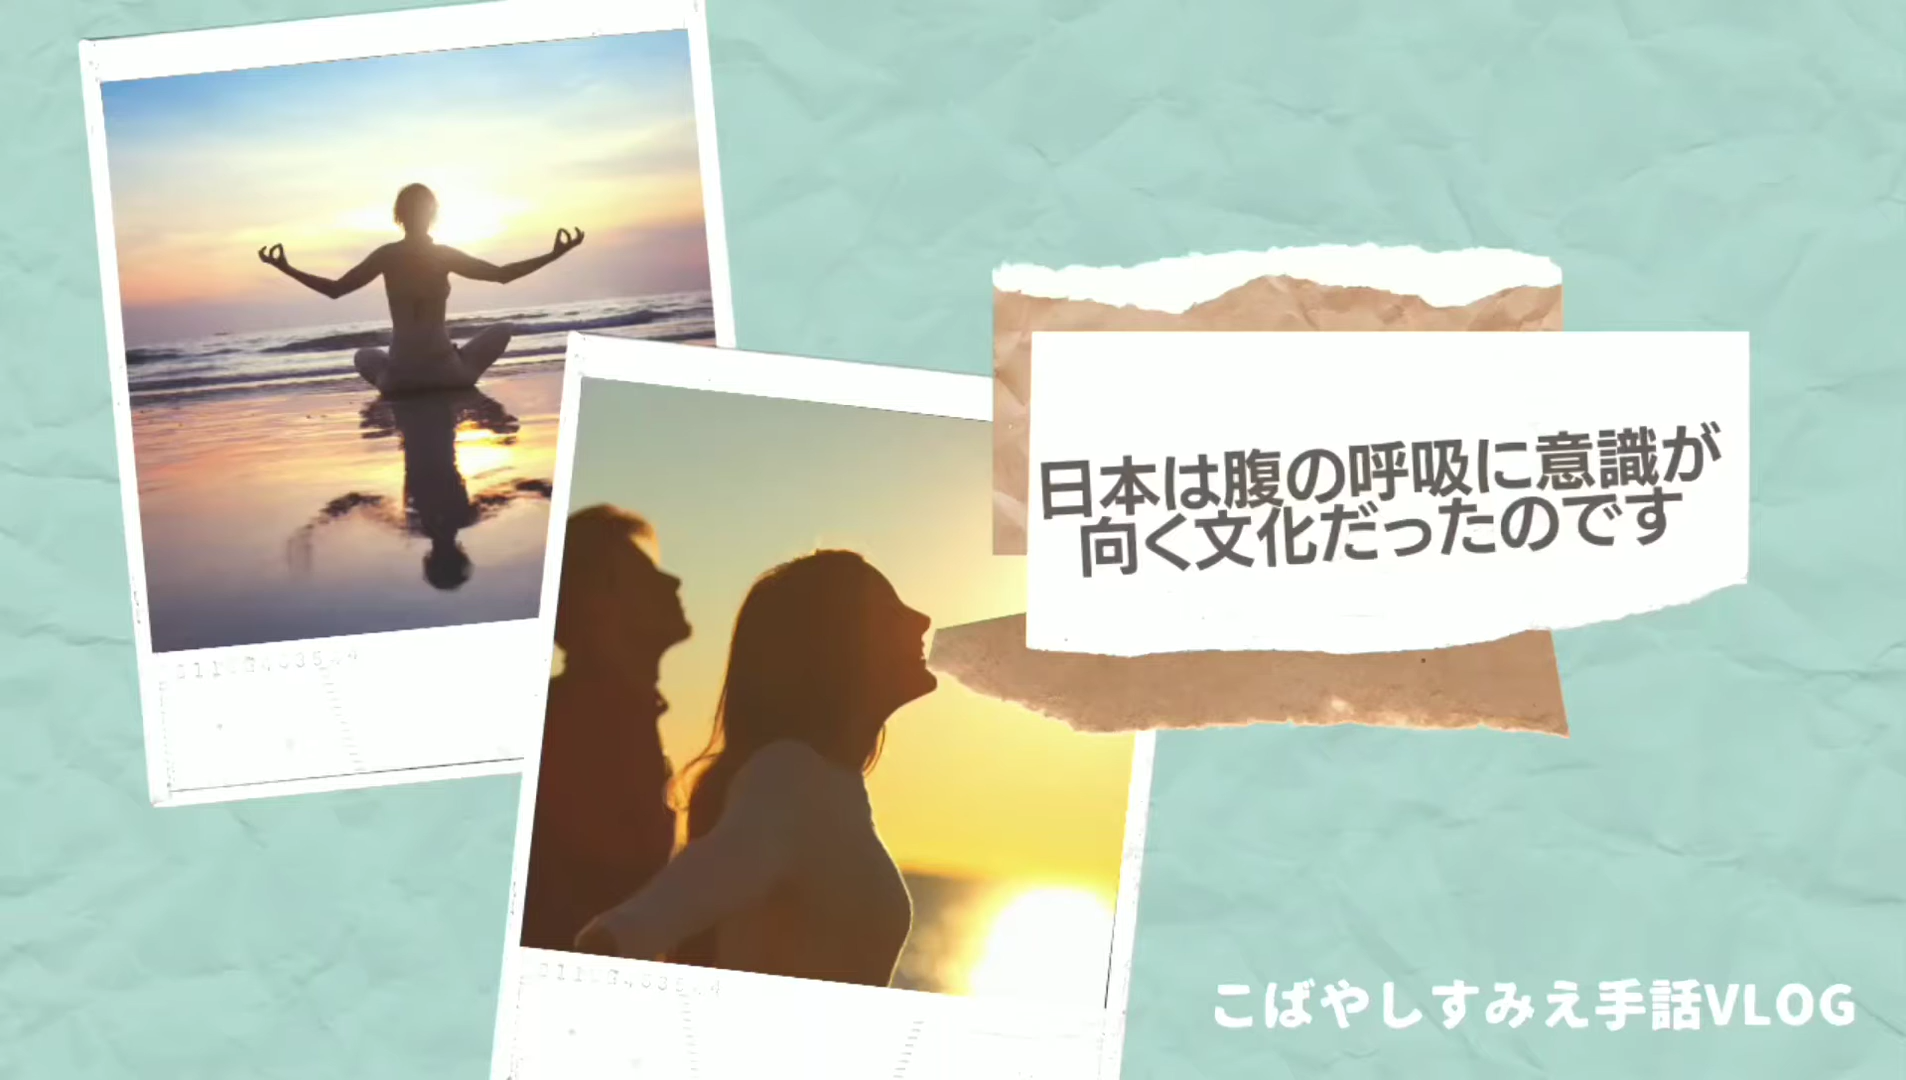 日本は腹の呼吸に意識が
向く文化だったのです
こばやしすみえ手話VLOG